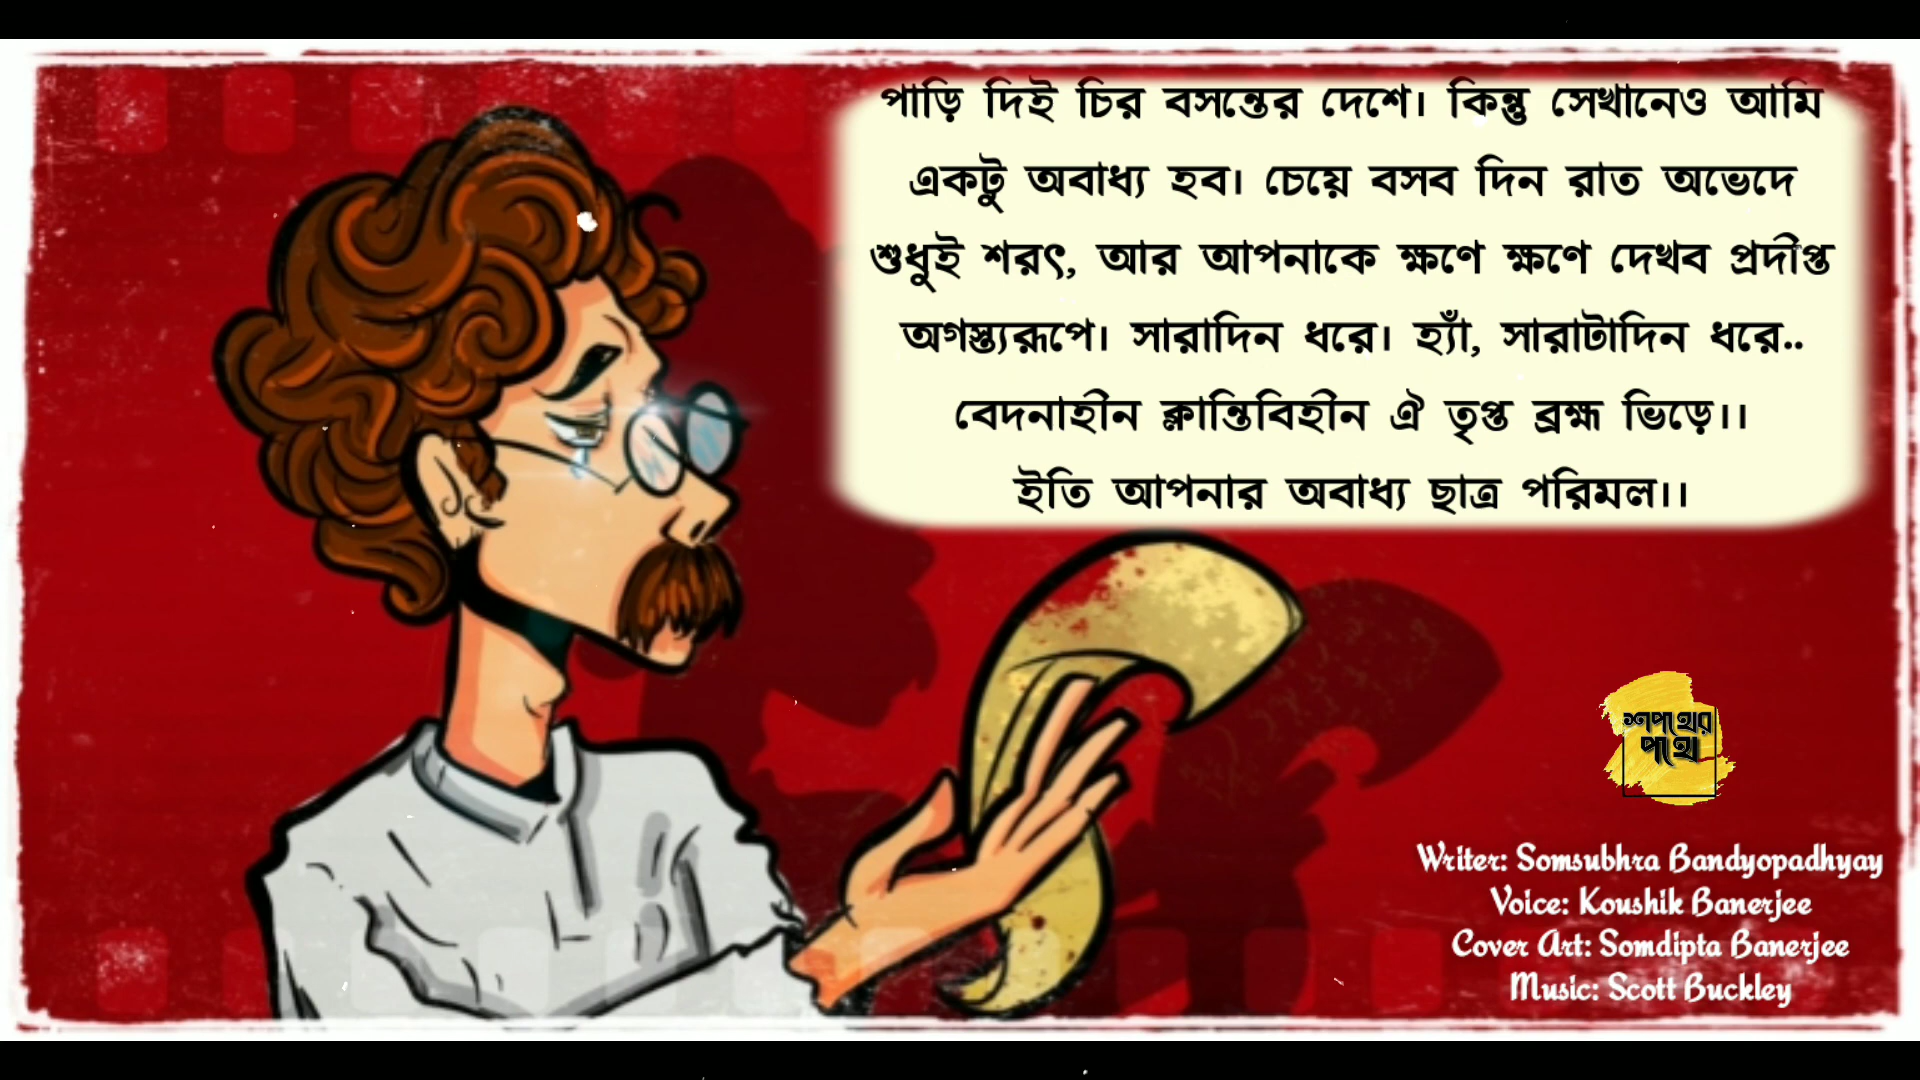 পাড়ি দিই চির বসন্তের দেশে। কিন্তু সেখানেও আমি
একটু অবাধ্য হব। চেয়ে বসব দিন রাত অভেদে
শুধুই শরৎ, আর আপনাকে ক্ষণে ক্ষণে দেখব প্রদীপ্ত
অগস্ত্যরূপে। সারাদিন ধরে। হ্যাঁ, সারাটাদিন ধরে..
বেদনাহীন ক্লান্তিবিহীন ঐ তৃপ্ত ব্রহ্ম ভিড়ে।।
ইতি আপনার অবাধ্য ছাত্র পরিমল।।
শপথের
পথে
Writer: Somsubhra Bandyopadhyay
Voice: Koushik Banerjee
Cover Art: Somdipta Banerjee
Music: Scott Buckley